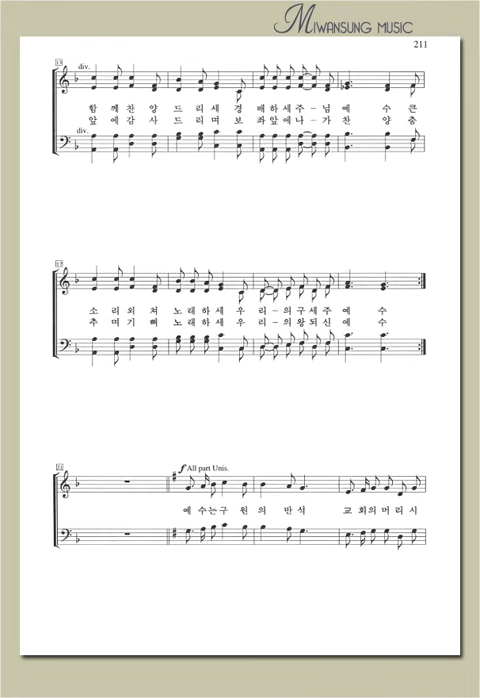 MIWANSUNG MUSIC
211
13
div.
함 께 찬 양 드 리 세 경 배 하 세 주 - 님 예 수 큰
앞 에 감 사 드 리 며 보 좌 앞 에 나 - 가 찬 양 춤
div.
17
소 리 외 쳐 노 래 하 세 우 리 - 의 구 세 주 예 수
추 며 기 뻐 노 래 하 세 우 리 - 의 왕 되 신 예 수
21
f All part Unis.
예 수 는 구 원 의 반 석 교 회 의 머 리 시